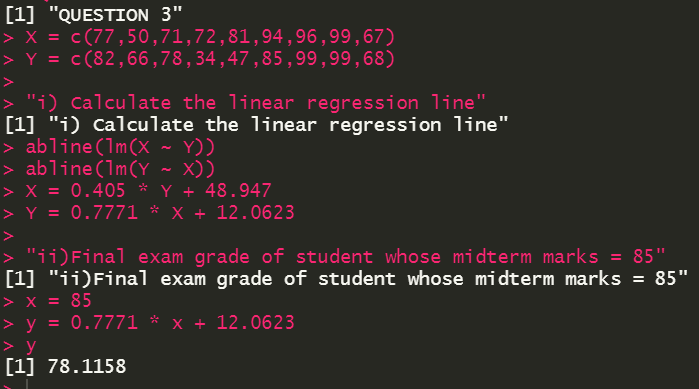 [1] "QUESTION 3"
> X = c(77,50,71,72,81,94,96,99,67)
> Y = c(82,66,78,34,47,85,99,99,68)
>
> "i) Calculate the linear regression line"
[1] "i) Calculate the linear regression line"
> abline(lm(X ~ Y))
> abline(lm(Y ~ X))
> X = 0.405 * Y + 48.947
> Y = 0.7771 * X + 12.0623
>
> "ii)Final exam grade of student whose midterm marks = 85"
[1] "ii)Final exam grade of student whose midterm marks = 85"
> x = 85
> y = 0.7771 * x + 12.0623
> y
[1] 78.1158
>